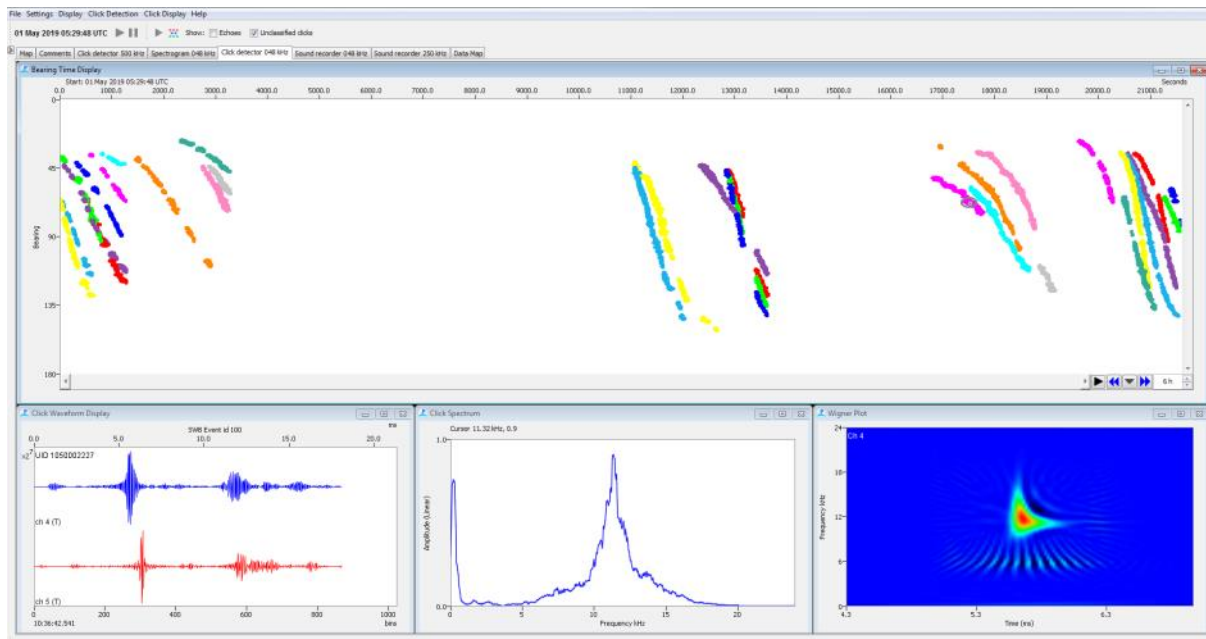 File Settings Display Click Detection Click Display Help
01 May 2019 05:29:48 UTC Show: Echoes Unclassified clicks
Map Comments Click detector 500 kHz Spectrogram 048 kHz Click detector 048 kHz Sound recorder 048 kHz Sound recorder 250 kHz Data Map
Bearing Time Display
Start: 01 May 2019 05:29:48 UTC Seconds
0.0 1000.0 2000.0 3000.0 4000.0 5000.0 6000.0 7000.0 8000.0 9000.0 10000.0 11000.0 12000.0 13000.0 14000.0 15000.0 16000.0 17000.0 18000.0 19000.0 20000.0 21000.0
0
45
Bearing
90
135
180
6 h
Click Waveform Display
SWB Event id 100 ms
0.0 5.0 10.0 15.0 20.0
x2^7 UID 1050002227
ch 4 (T)
ch 5 (T)
0 200 400 600 800 1000
10:36:42.541 bins
Click Spectrum
Cursor 11.32 kHz, 0.9
1.0
Amplitude (Linear)
0.0
0 5 10 15 20
Frequency kHz
Wigner Plot
24
Ch 4
18
Frequency kHz
12
6
0
4.3 5.3 6.3
Time (ms)